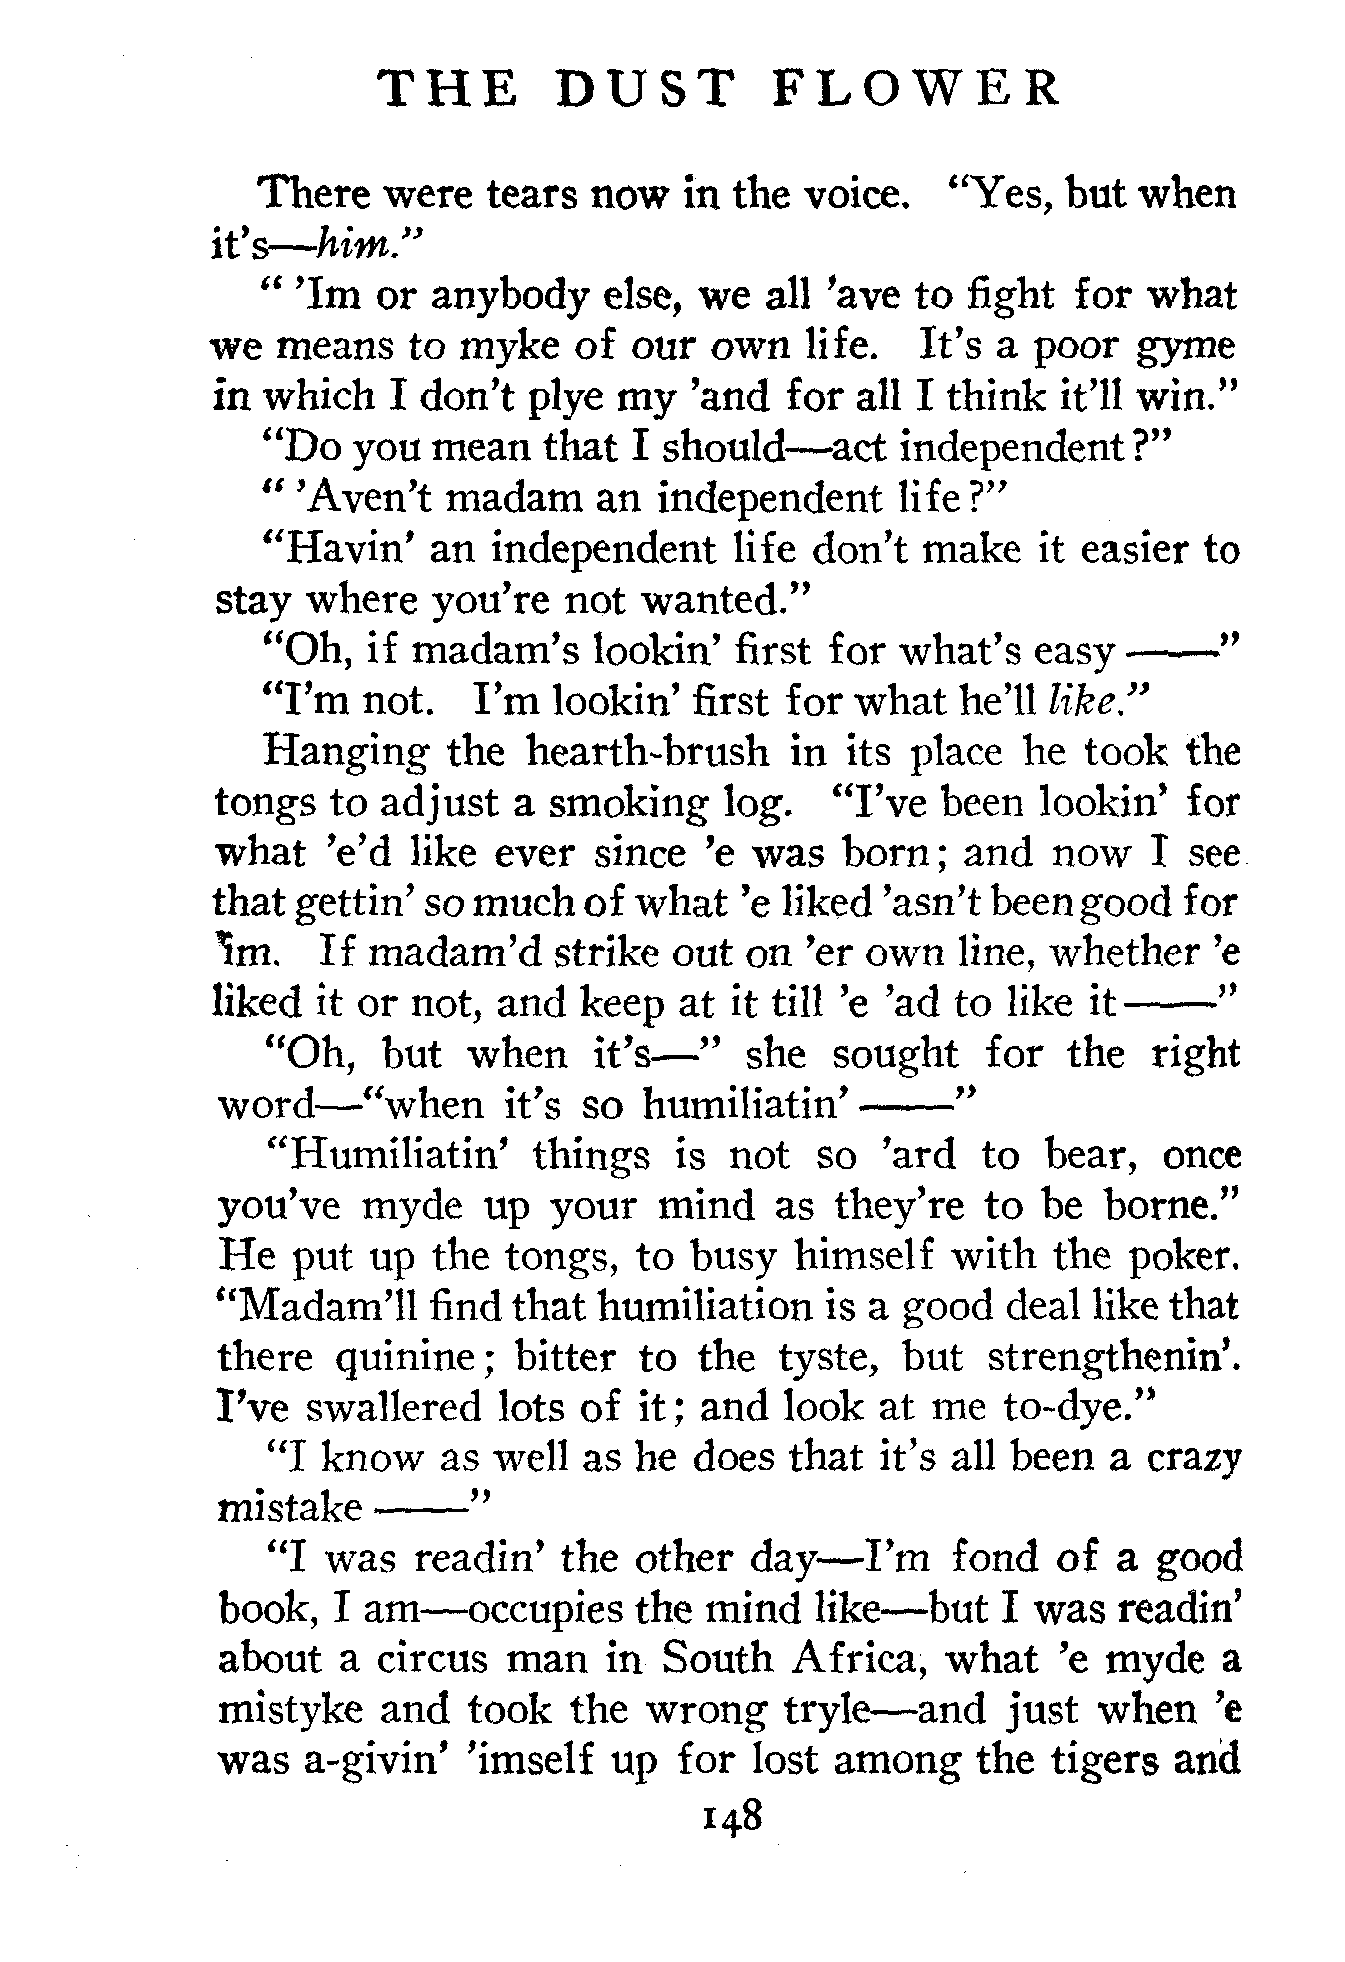 THE DUST FLOWER
There were tears now in the voice. "Yes, but when
it's—him."
" 'Im or anybody else, we all 'ave to fight for what
we means to myke of our own life. It's a poor gyme
in which I don't plye my 'and for all I think it'll win."
"Do you mean that I should—act independent?"
" 'Aven't madam an independent life?"
"Havin' an independent life don't make it easier to
stay where you're not wanted."
"Oh, if madam's lookin' first for what's easy ——"
"I'm not. I'm lookin' first for what he'll like."
Hanging the hearth-brush in its place he took the
tongs to adjust a smoking log. "I've been lookin' for
what 'e'd like ever since 'e was born; and now I see
that gettin' so much of what 'e liked 'asn't been good for
'im. If madam'd strike out on 'er own line, whether 'e
liked it or not, and keep at it till 'e 'ad to like it ——"
"Oh, but when it's—" she sought for the right
word—"when it's so humiliatin' ——"
"Humiliatin' things is not so 'ard to bear, once
you've myde up your mind as they're to be borne."
He put up the tongs, to busy himself with the poker.
"Madam'll find that humiliation is a good deal like that
there quinine; bitter to the tyste, but strengthenin'.
I've swallered lots of it; and look at me to-dye."
"I know as well as he does that it's all been a crazy
mistake ——"
"I was readin' the other day—I'm fond of a good
book, I am—occupies the mind like—but I was readin'
about a circus man in South Africa, what 'e myde a
mistyke and took the wrong tryle—and just when 'e
was a-givin' 'imself up for lost among the tigers and
148